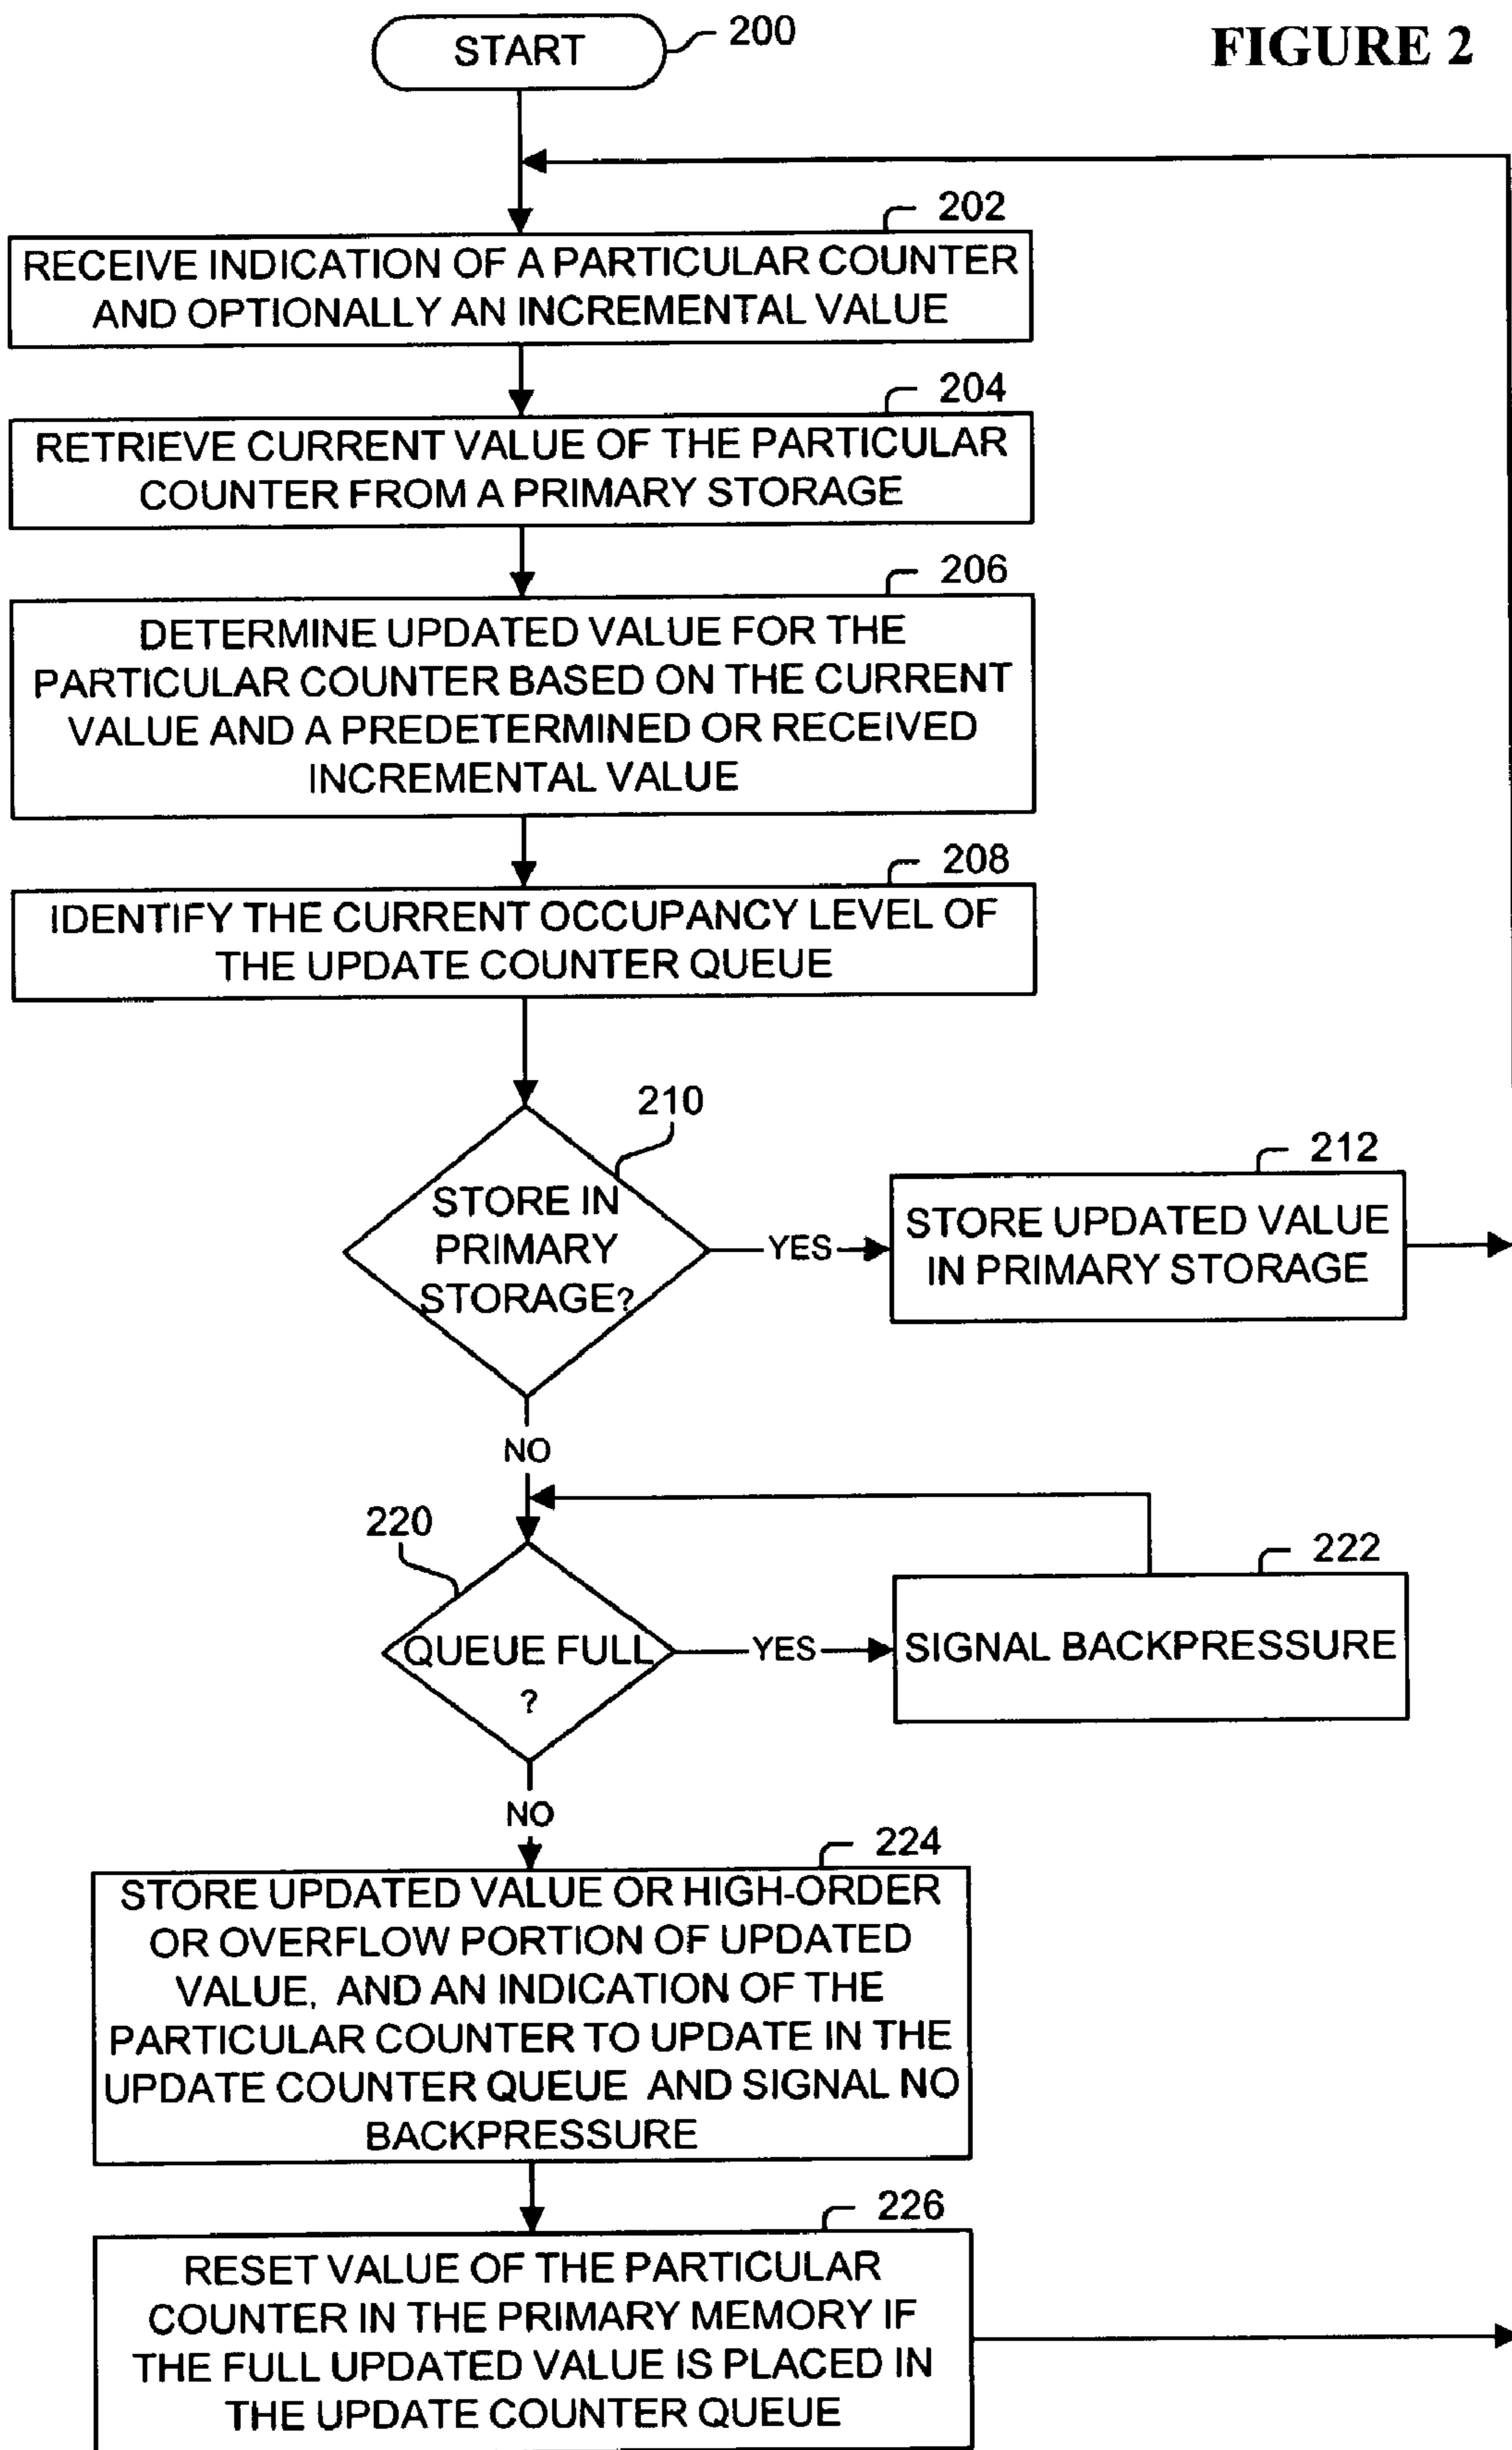 START
200
FIGURE 2
202
RECEIVE INDICATION OF A PARTICULAR COUNTER
AND OPTIONALLY AN INCREMENTAL VALUE
204
RETRIEVE CURRENT VALUE OF THE PARTICULAR
COUNTER FROM A PRIMARY STORAGE
206
DETERMINE UPDATED VALUE FOR THE
PARTICULAR COUNTER BASED ON THE CURRENT
VALUE AND A PREDETERMINED OR RECEIVED
INCREMENTAL VALUE
208
IDENTIFY THE CURRENT OCCUPANCY LEVEL OF
THE UPDATE COUNTER QUEUE
210
STORE IN
PRIMARY
STORAGE?
YES
212
STORE UPDATED VALUE
IN PRIMARY STORAGE
NO
220
QUEUE FULL
?
YES
222
SIGNAL BACKPRESSURE
NO
224
STORE UPDATED VALUE OR HIGH-ORDER
OR OVERFLOW PORTION OF UPDATED
VALUE, AND AN INDICATION OF THE
PARTICULAR COUNTER TO UPDATE IN THE
UPDATE COUNTER QUEUE AND SIGNAL NO
BACKPRESSURE
226
RESET VALUE OF THE PARTICULAR
COUNTER IN THE PRIMARY MEMORY IF
THE FULL UPDATED VALUE IS PLACED IN
THE UPDATE COUNTER QUEUE